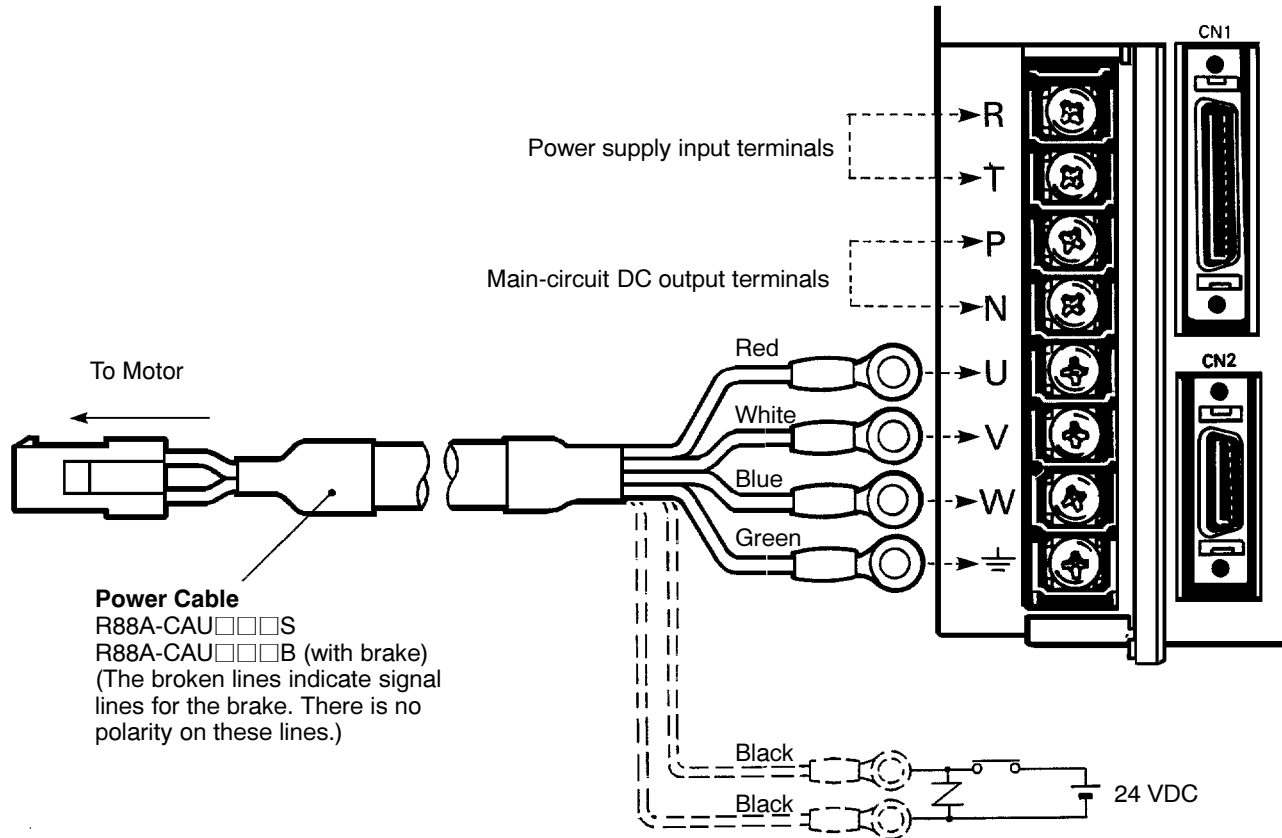 CN1
R
Power supply input terminals
T
P
Main-circuit DC output terminals
N
Red
U
CN2
To Motor
White
V
Blue
W
Green
Power Cable
R88A-CAU□□□S
R88A-CAU□□□B (with brake)
(The broken lines indicate signal
lines for the brake. There is no
polarity on these lines.)
Black
24 VDC
Black